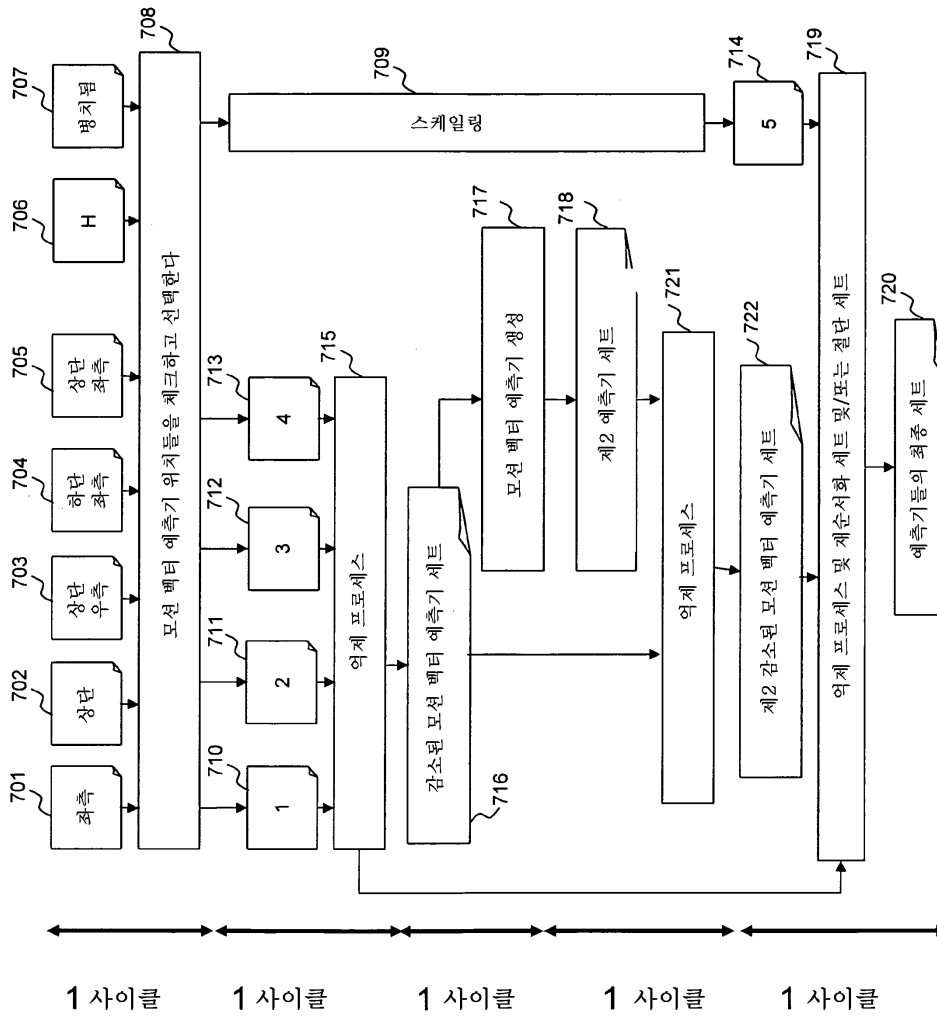 701
702
703
704
705
706
707
좌측
상단
상단
우측
하단
좌측
상단
좌측
H
병치됨
708
모션 벡터 예측기 위치들을 체크하고 선택한다
709
스케일링
710
711
712
713
1
2
3
4
715
억제 프로세스
716
감소된 모션 벡터 예측기 세트
717
모션 벡터 예측기 생성
718
제2 예측기 세트
721
억제 프로세스
722
제2 감소된 모션 벡터 예측기 세트
714
5
719
억제 프로세스 및 재순서화 세트 및/또는 절단 세트
720
예측기들의 최종 세트
1 사이클
1 사이클
1 사이클
1 사이클
1 사이클